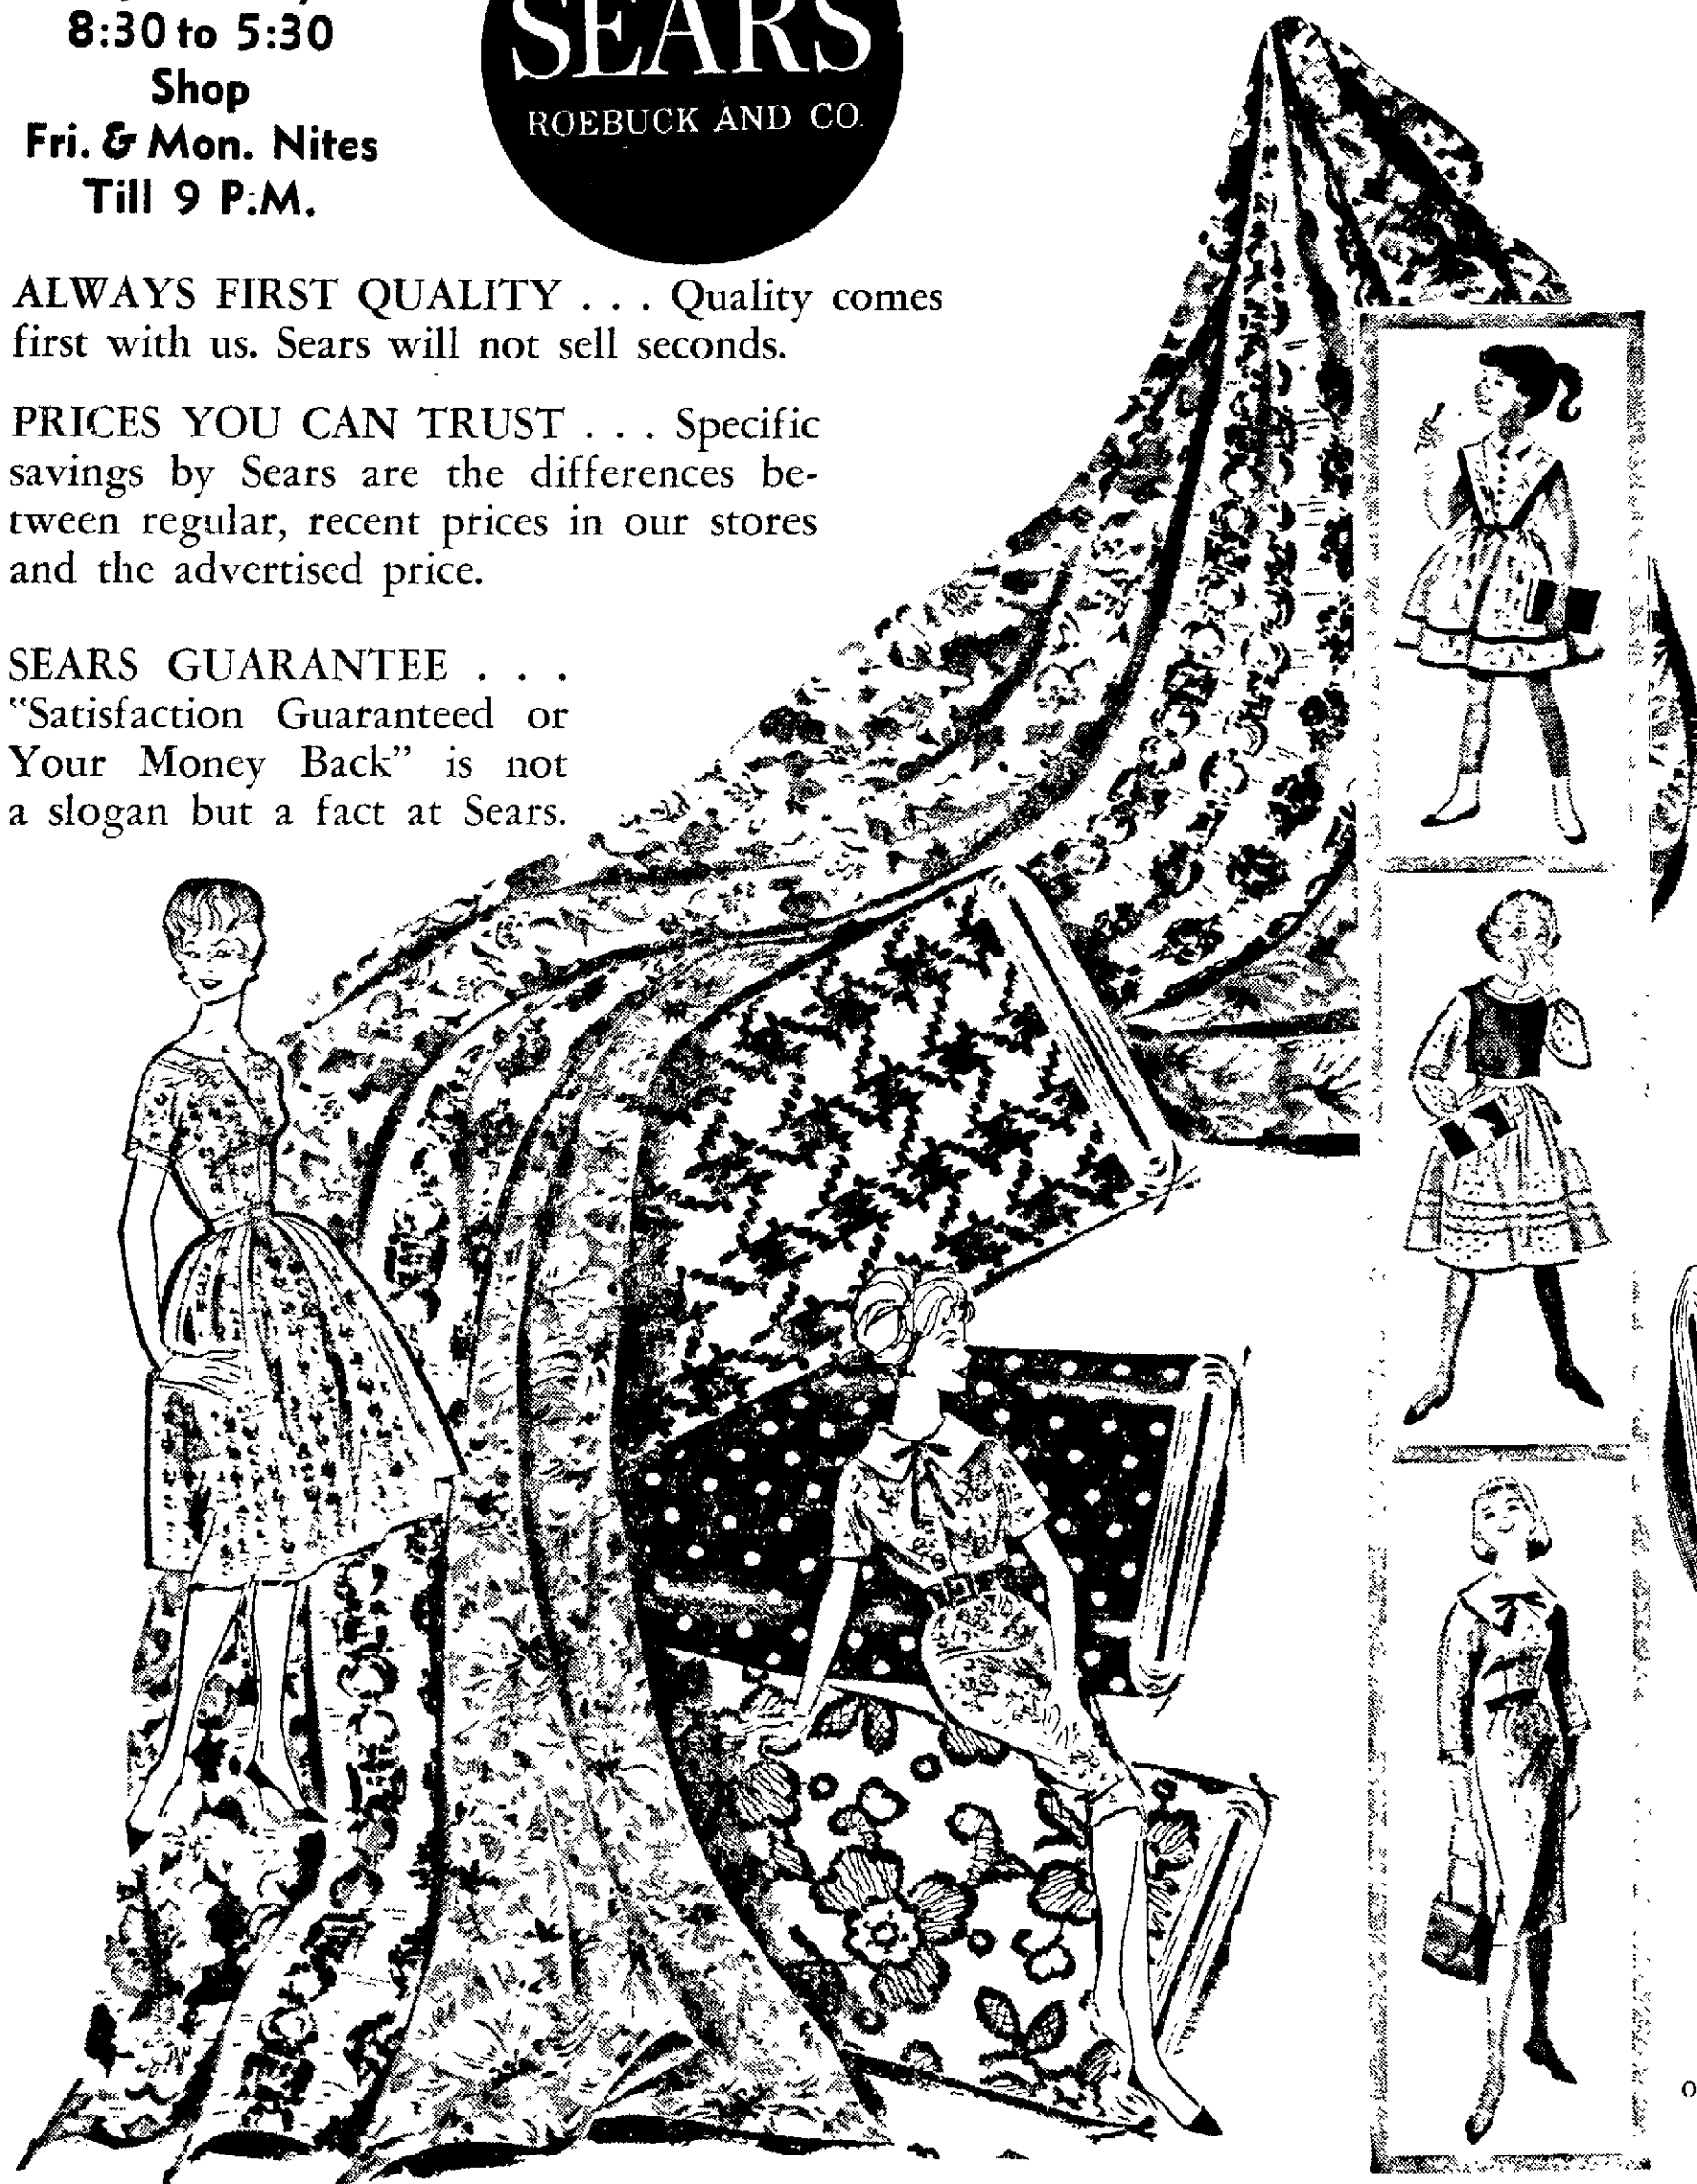 8:30 to 5:30
Shop
Fri. & Mon. Nites
Till 9 P.M.
SEARS
ROEBUCK AND CO.
ALWAYS FIRST QUALITY . . . Quality comes
first with us. Sears will not sell seconds.
PRICES YOU CAN TRUST . . . Specific
savings by Sears are the differences be-
tween regular, recent prices in our stores
and the advertised price.
SEARS GUARANTEE . . .
"Satisfaction Guaranteed or
Your Money Back" is not
a slogan but a fact at Sears.